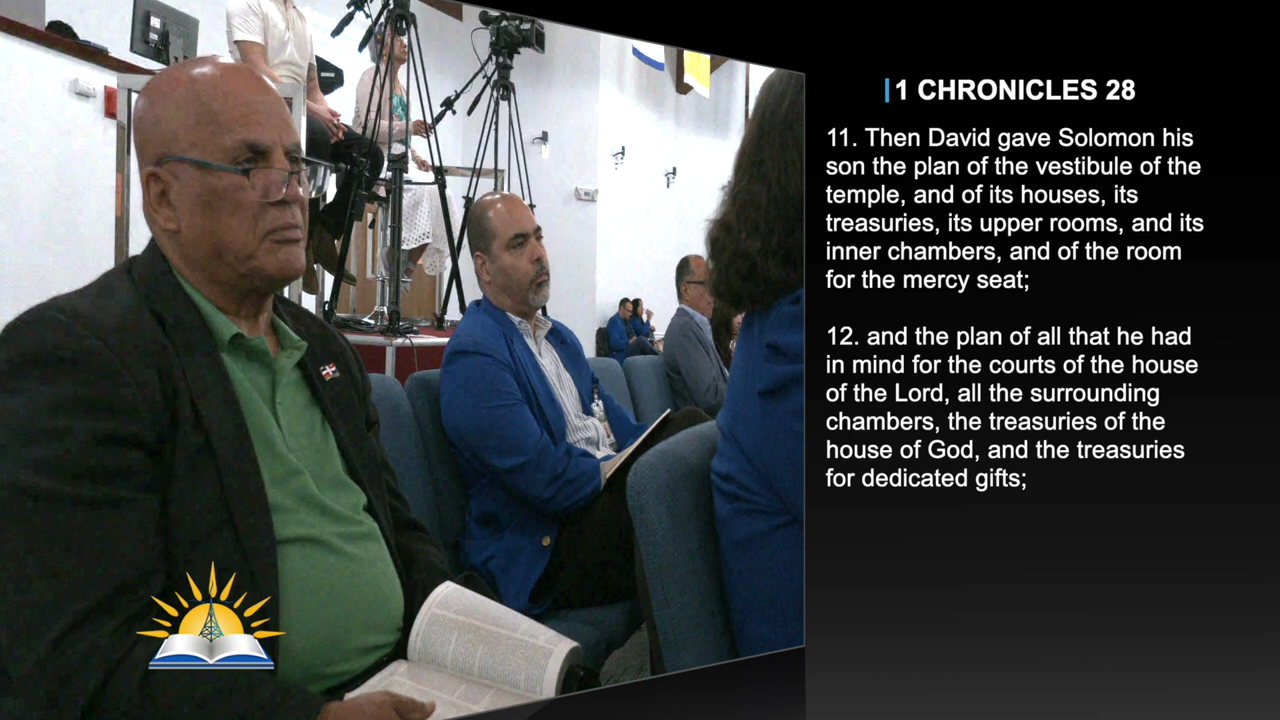 1 CHRONICLES 28
11. Then David gave Solomon his
son the plan of the vestibule of the
temple, and of its houses, its
treasuries, its upper rooms, and its
inner chambers, and of the room
for the mercy seat;
12. and the plan of all that he had
in mind for the courts of the house
of the Lord, all the surrounding
chambers, the treasuries of the
house of God, and the treasuries
for dedicated gifts;